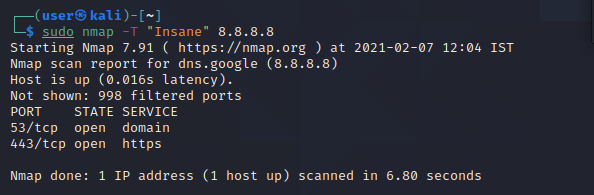 ┌──(user㉿kali)-[~]
└─$ sudo nmap -T "Insane" 8.8.8.8
Starting Nmap 7.91 ( https://nmap.org ) at 2021-02-07 12:04 IST
Nmap scan report for dns.google (8.8.8.8)
Host is up (0.016s latency).
Not shown: 998 filtered ports
PORT    STATE SERVICE
53/tcp  open  domain
443/tcp open  https

Nmap done: 1 IP address (1 host up) scanned in 6.80 seconds